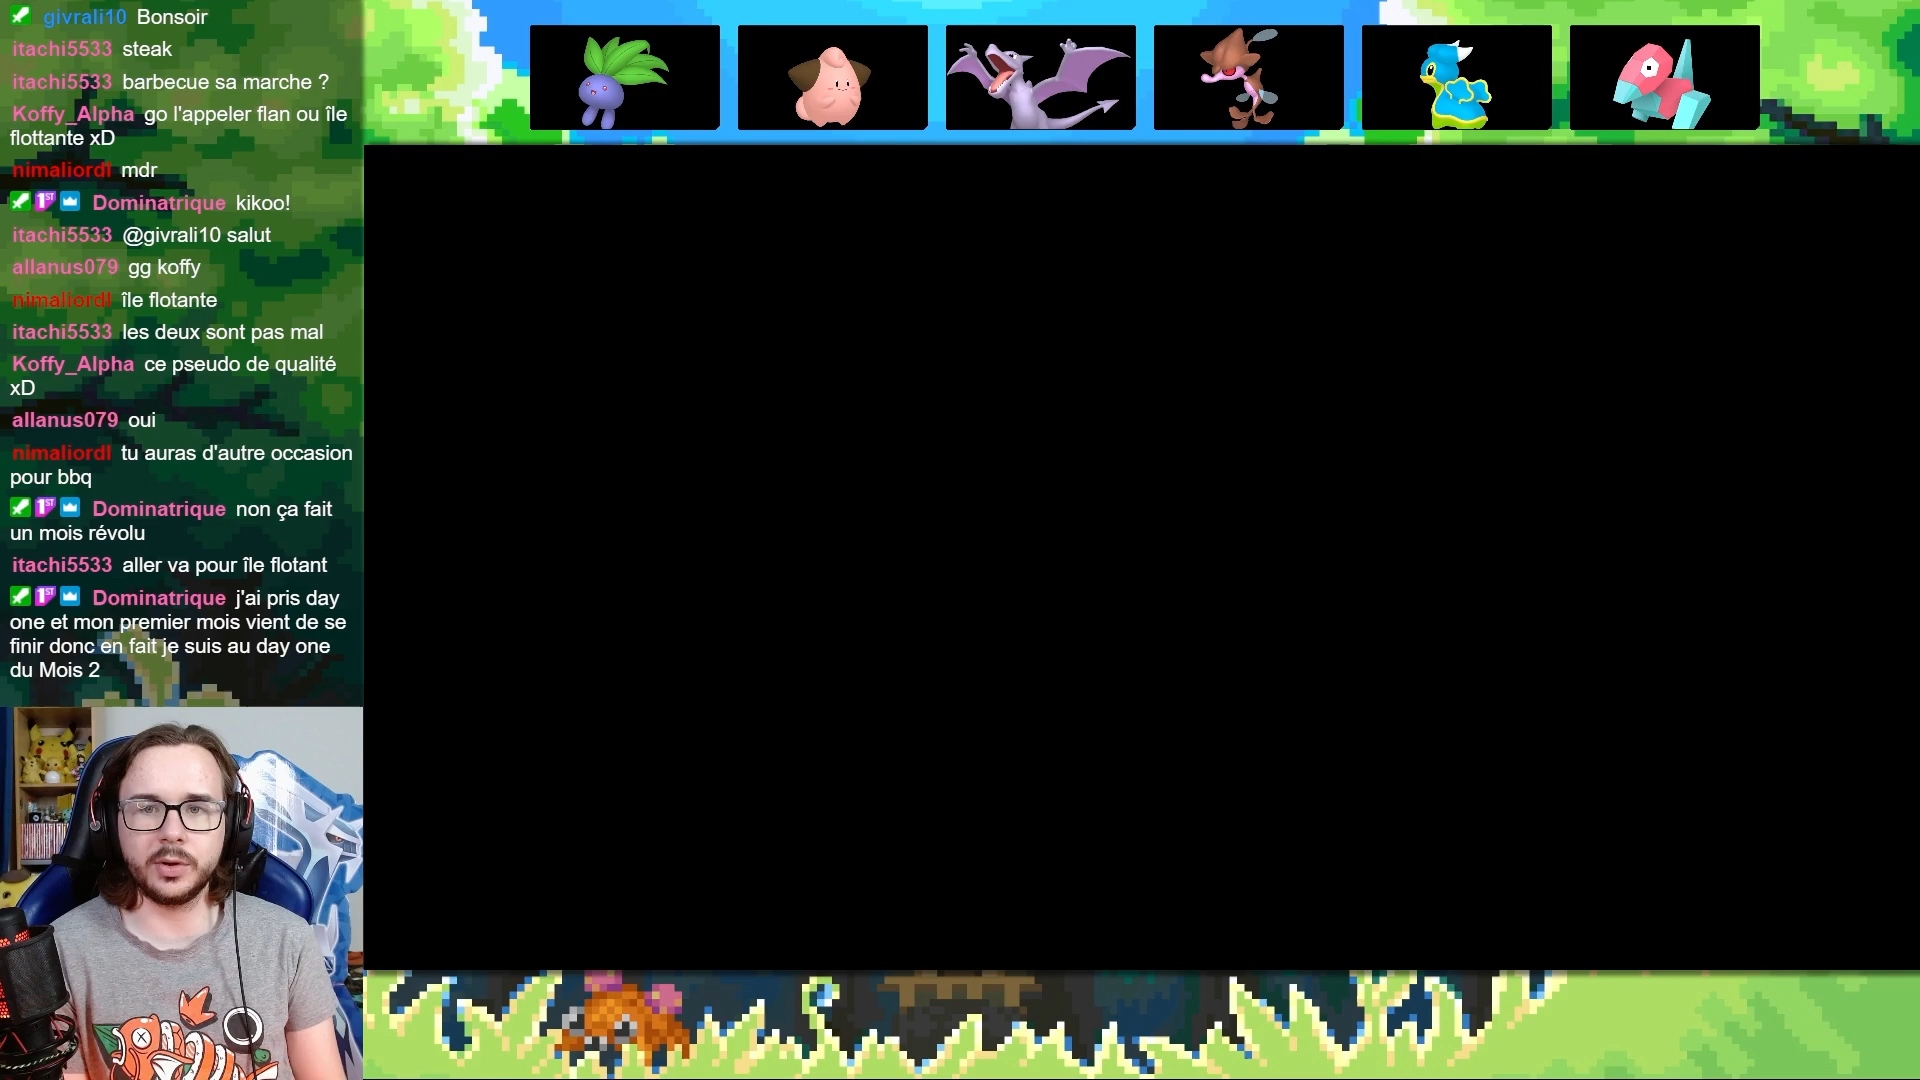 givrali10 Bonsoir
itachi5533 steak
itachi5533 barbecue sa marche ?
Koffy_Alpha go l'appeler flan ou île
flottante xD
nimaliordl mdr
1ST Dominatrique kikoo!
itachi5533 @givrali10 salut
allanus079 gg koffy
nimaliordl île flotante
itachi5533 les deux sont pas mal
Koffy_Alpha ce pseudo de qualité
xD
allanus079 oui
nimaliordl tu auras d'autre occasion
pour bbq
1ST Dominatrique non ça fait
un mois révolu
itachi5533 aller va pour île flotant
1ST Dominatrique j'ai pris day
one et mon premier mois vient de se
finir donc en fait je suis au day one
du Mois 2